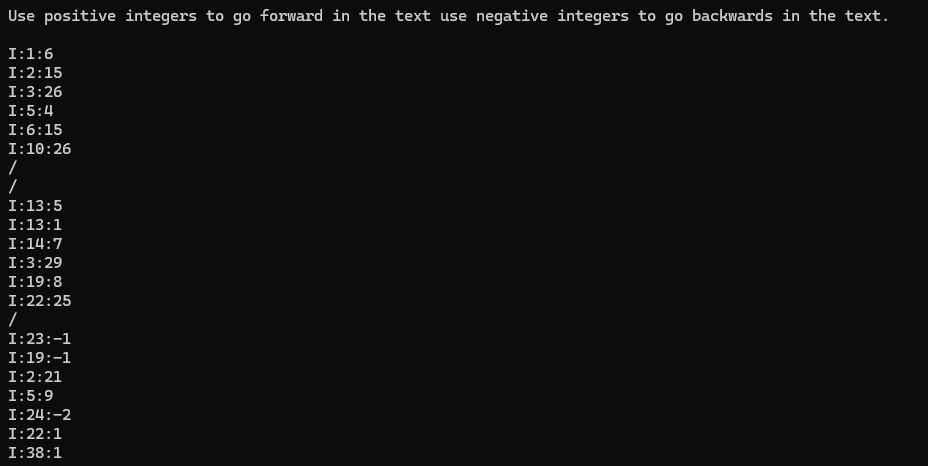 Use positive integers to go forward in the text use negative integers to go backwards in the text.
I:1:6
I:2:15
I:3:26
I:5:4
I:6:15
I:10:26
/
/
I:13:5
I:13:1
I:14:7
I:3:29
I:19:8
I:22:25
/
I:23:-1
I:19:-1
I:2:21
I:5:9
I:24:-2
I:22:1
I:38:1